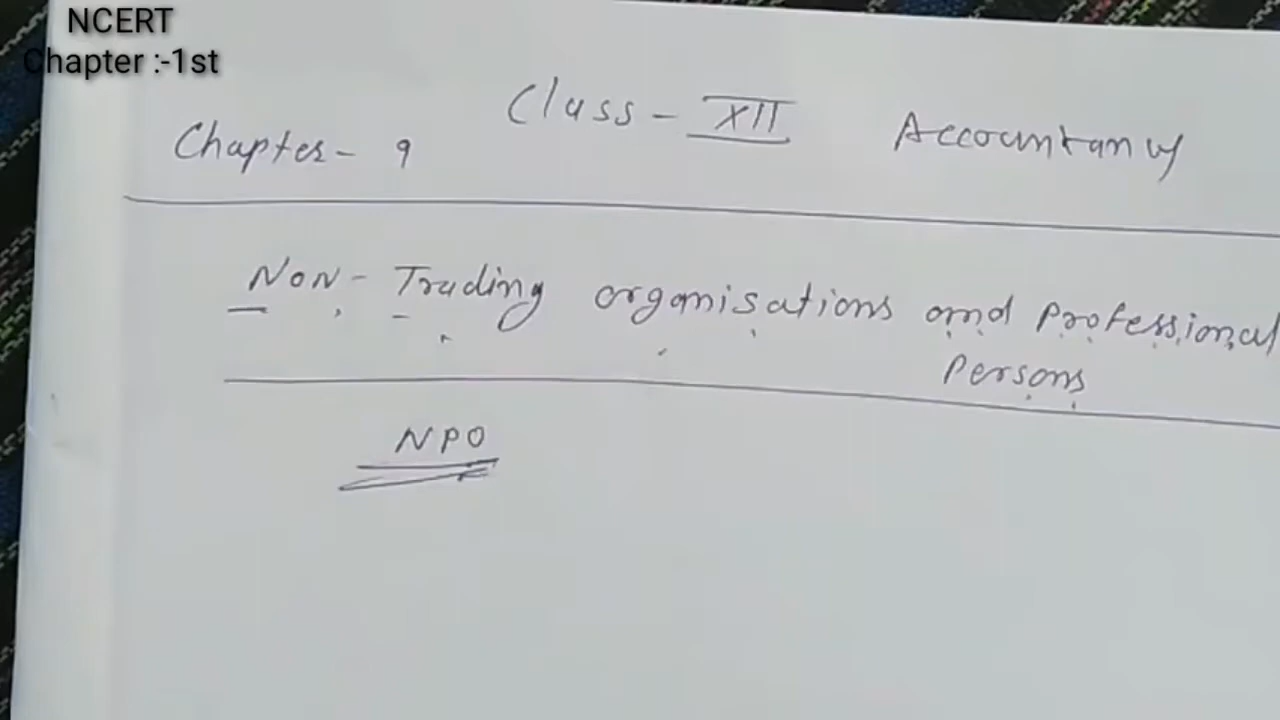 NCERT
Chapter :-1st
Class - XII Accountancy
Chapter - 9
Non - Trading organisations and Professional
Persons
NPO